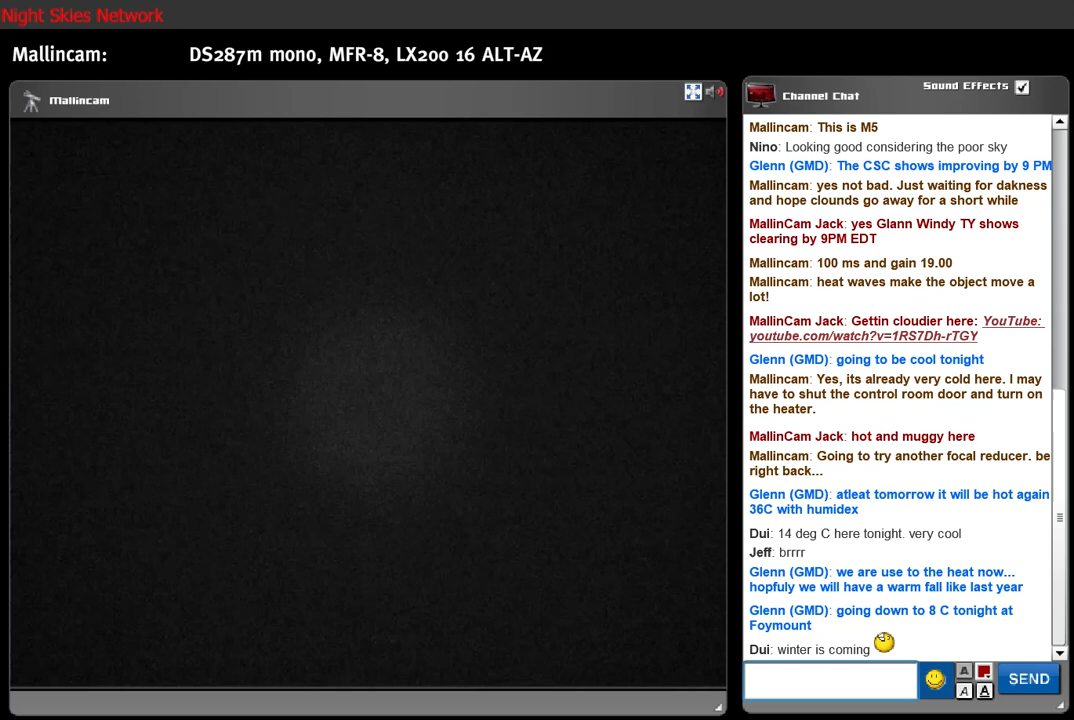 Night Skies Network
Mallincam: DS287m mono, MFR-8, LX200 16 ALT-AZ
Mallincam
Channel Chat
Sound Effects
Mallincam: This is M5
Nino: Looking good considering the poor sky
Glenn (GMD): The CSC shows improving by 9 PM
Mallincam: yes not bad. Just waiting for dakness
and hope clounds go away for a short while
MallinCam Jack: yes Glann Windy TY shows
clearing by 9PM EDT
Mallincam: 100 ms and gain 19.00
Mallincam: heat waves make the object move a
lot!
MallinCam Jack: Gettin cloudier here: YouTube:
youtube.com/watch?v=1RS7Dh-rTGY
Glenn (GMD): going to be cool tonight
Mallincam: Yes, its already very cold here. I may
have to shut the control room door and turn on
the heater.
MallinCam Jack: hot and muggy here
Mallincam: Going to try another focal reducer. be
right back...
Glenn (GMD): atleat tomorrow it will be hot again
36C with humidex
Dui: 14 deg C here tonight. very cool
Jeff: brrrr
Glenn (GMD): we are use to the heat now...
hopfuly we will have a warm fall like last year
Glenn (GMD): going down to 8 C tonight at
Foymount
Dui: winter is coming
A
A A
SEND